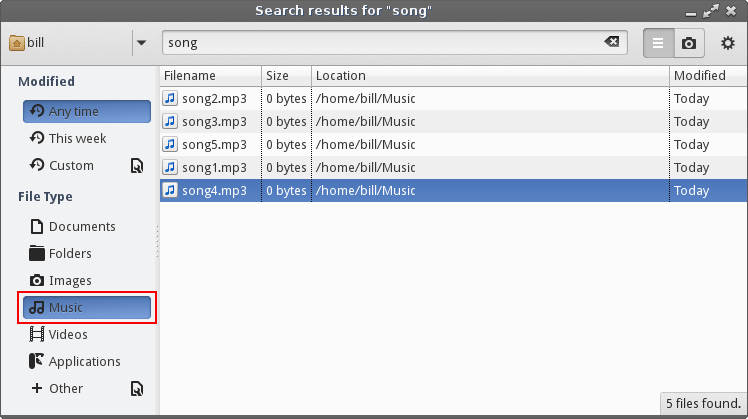 Search results for "song"
bill song
Modified
Any time
This week
Custom
File Type
Documents
Folders
Images
Music
Videos
Applications
Other
Filename Size Location Modified
song2.mp3 0 bytes /home/bill/Music Today
song3.mp3 0 bytes /home/bill/Music Today
song5.mp3 0 bytes /home/bill/Music Today
song1.mp3 0 bytes /home/bill/Music Today
song4.mp3 0 bytes /home/bill/Music Today
5 files found.